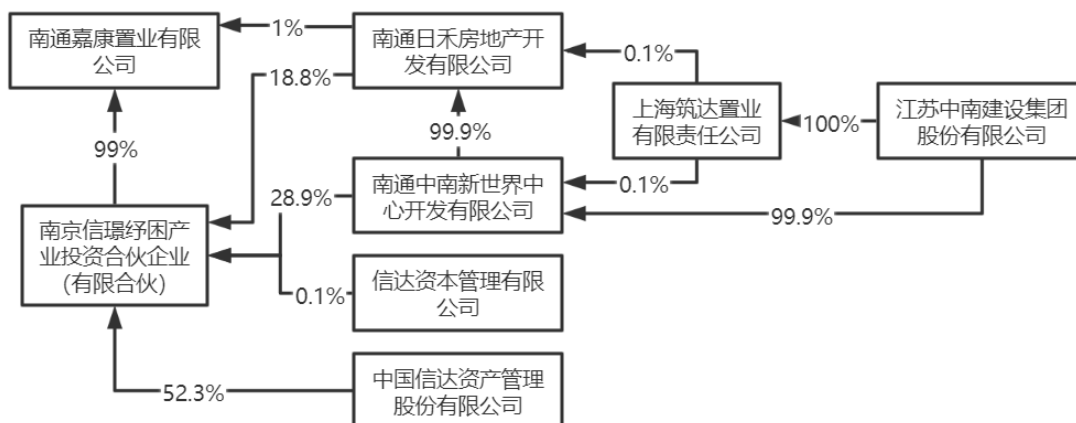 南通嘉康置业有限
公司
1%
南通日禾房地产开
发有限公司
18.8%
0.1%
上海筑达置业
有限责任公司
100%
江苏中南建设集团
股份有限公司
99%
99.9%
28.9%
南通中南新世界中
心开发有限公司
0.1%
99.9%
南京信璟纾困产
业投资合伙企业
（有限合伙）
0.1%
信达资本管理有限
公司
52.3%
中国信达资产管理
股份有限公司